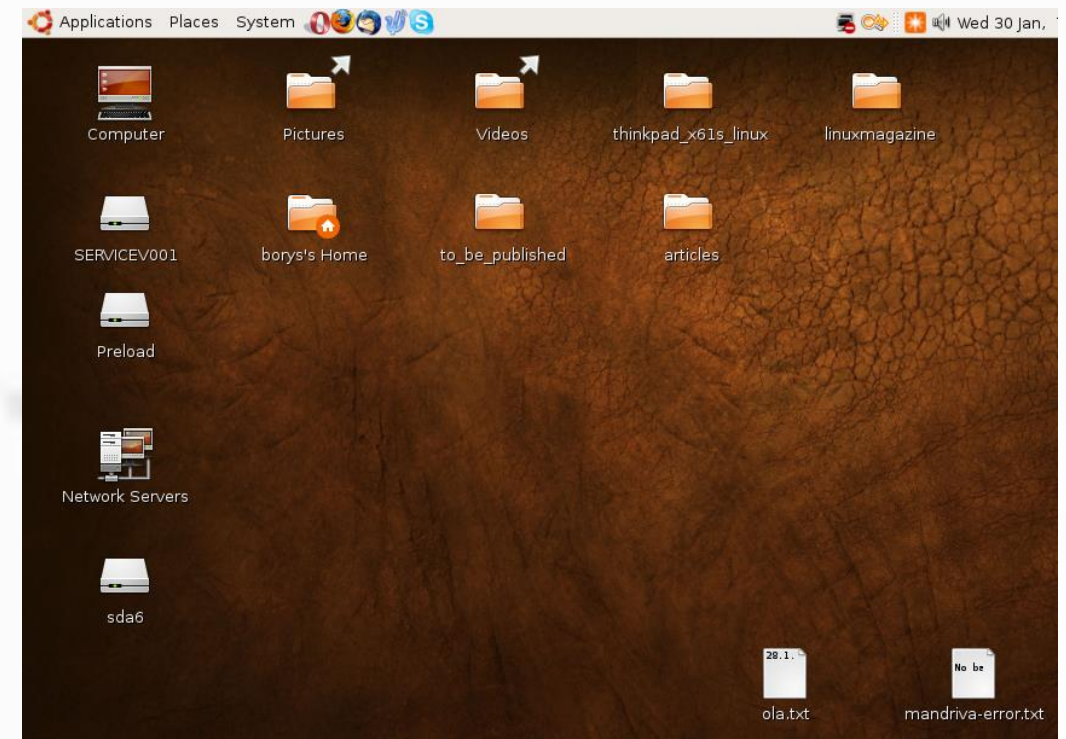 Applications Places System Wed 30 Jan,
Computer Pictures Videos thinkpad_x61s_linux linuxmagazine
SERVICEV001 borys's Home to_be_published articles
Preload
Network Servers
sda6
28.1. No be
ola.txt mandriva-error.txt